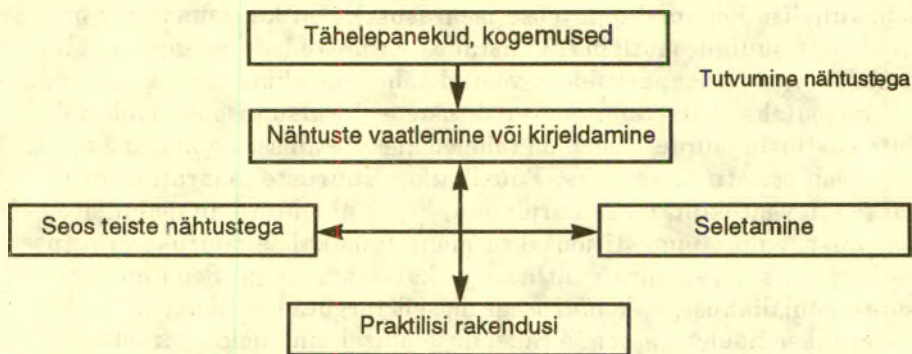 Tähelepanekud, kogemused
Tutvumine nähtustega
Nähtuste vaatlemine või kirjeldamine
Seos teiste nähtustega
Seletamine
Praktilisi rakendusi